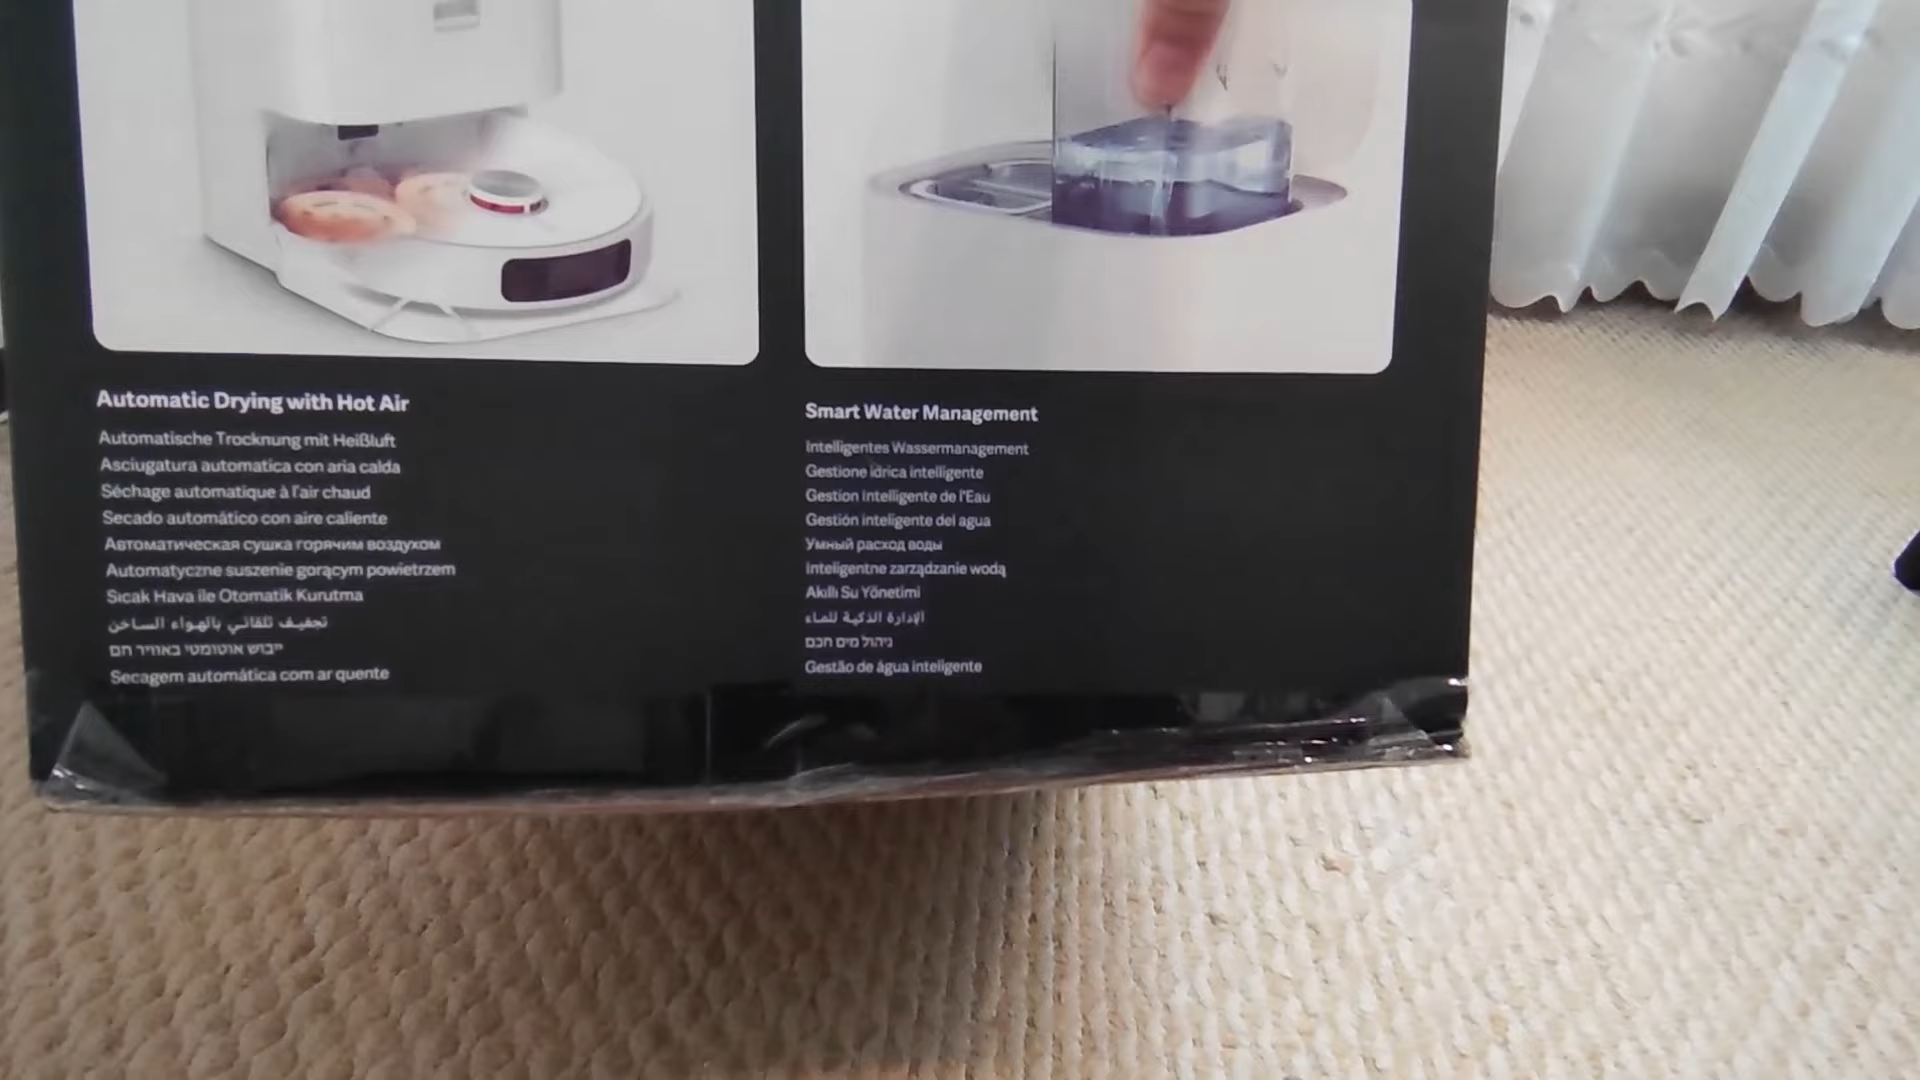 Automatic Drying with Hot Air
Automatische Trocknung mit Heißluft
Asciugatura automatica con aria calda
Séchage automatique à l'air chaud
Secado automático con aire caliente
Автоматическая сушка горячим воздухом
Automatyczne suszenie gorącym powietrzem
Sıcak Hava ile Otomatik Kurutma
تجفيف تلقائي بالهواء الساخن
ייבוש אוטומטי באוויר חם
Secagem automática com ar quente
Smart Water Management
Intelligentes Wassermanagement
Gestione idrica intelligente
Gestion Intelligente de l'Eau
Gestión inteligente del agua
Умный расход воды
Inteligentne zarządzanie wodą
Akıllı Su Yönetimi
الإدارة الذكية للماء
ניהול מים חכם
Gestão de água inteligente